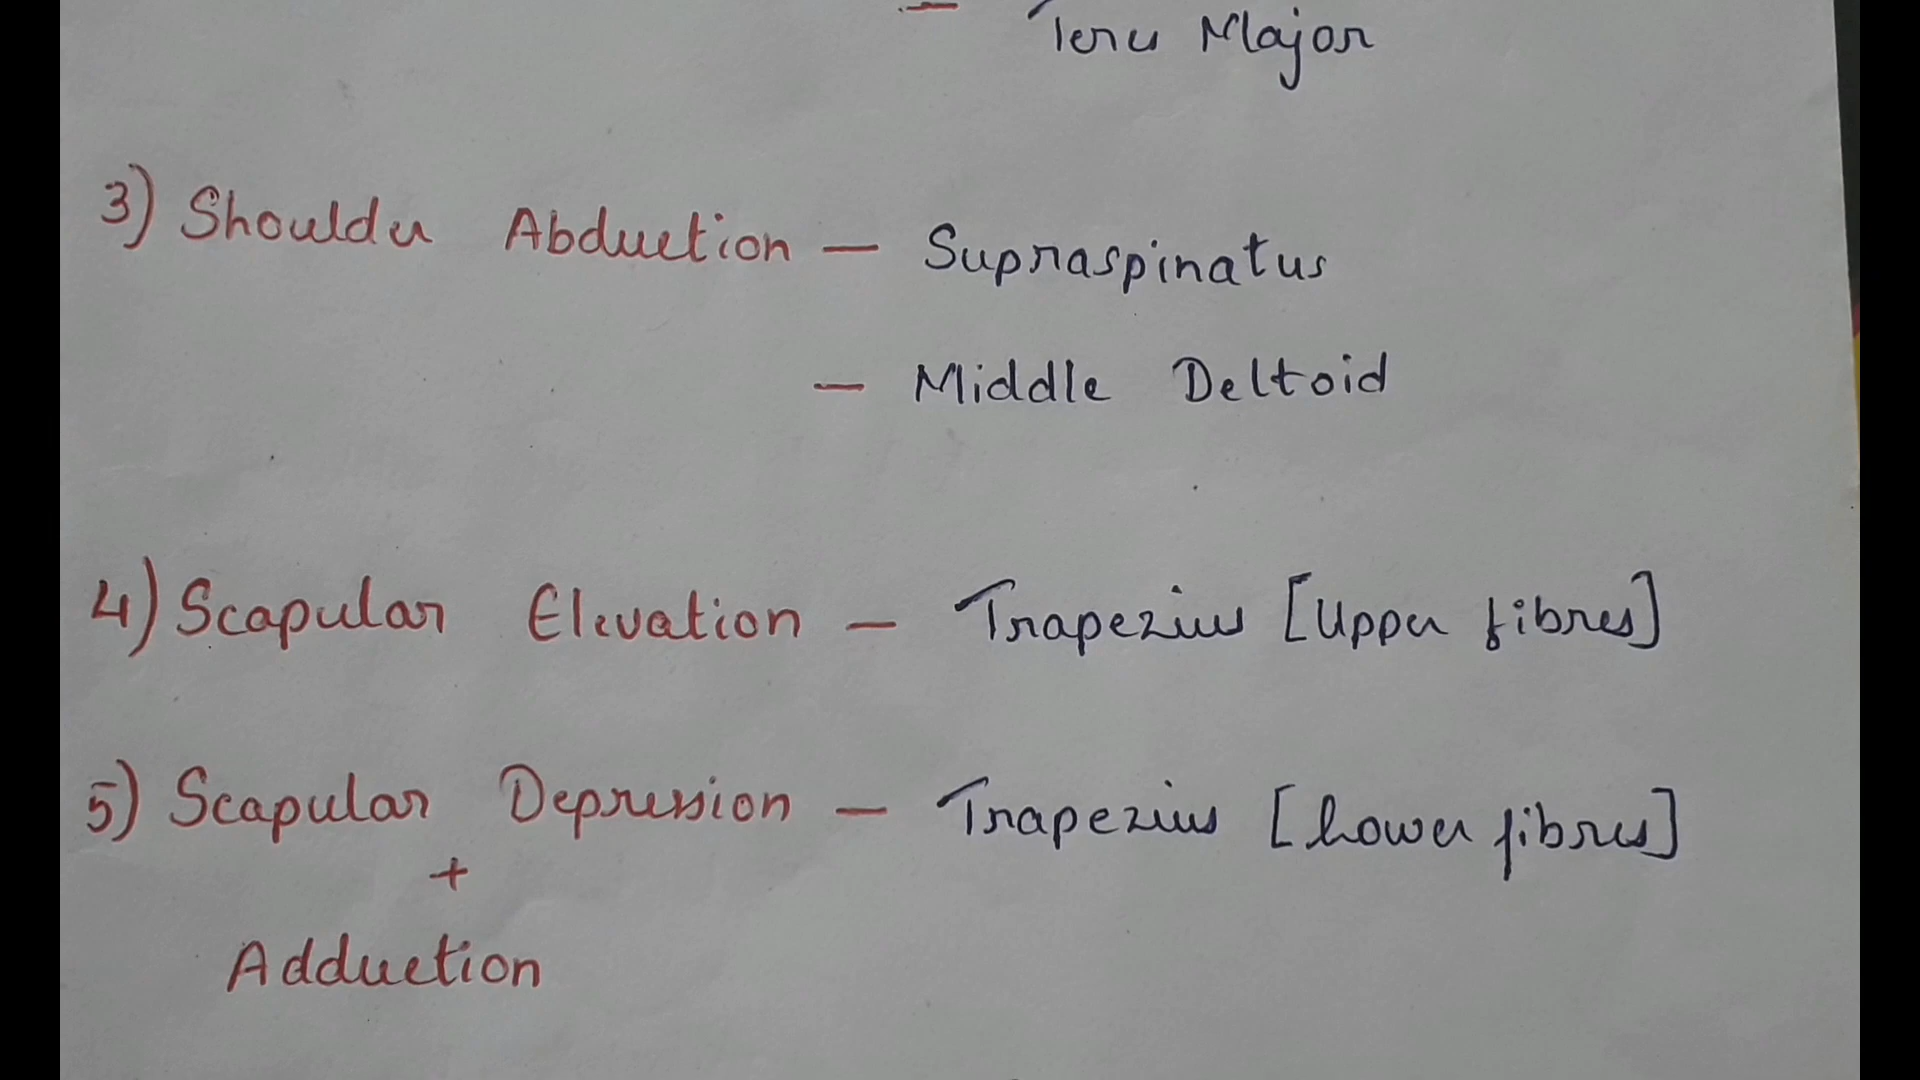 - Teres Major
3) Shoulder Abduction - Supraspinatus
- Middle Deltoid
4) Scapular Elevation - Trapezius [Upper fibres]
5) Scapular Depression - Trapezius [Lower fibres]
+
Adduction